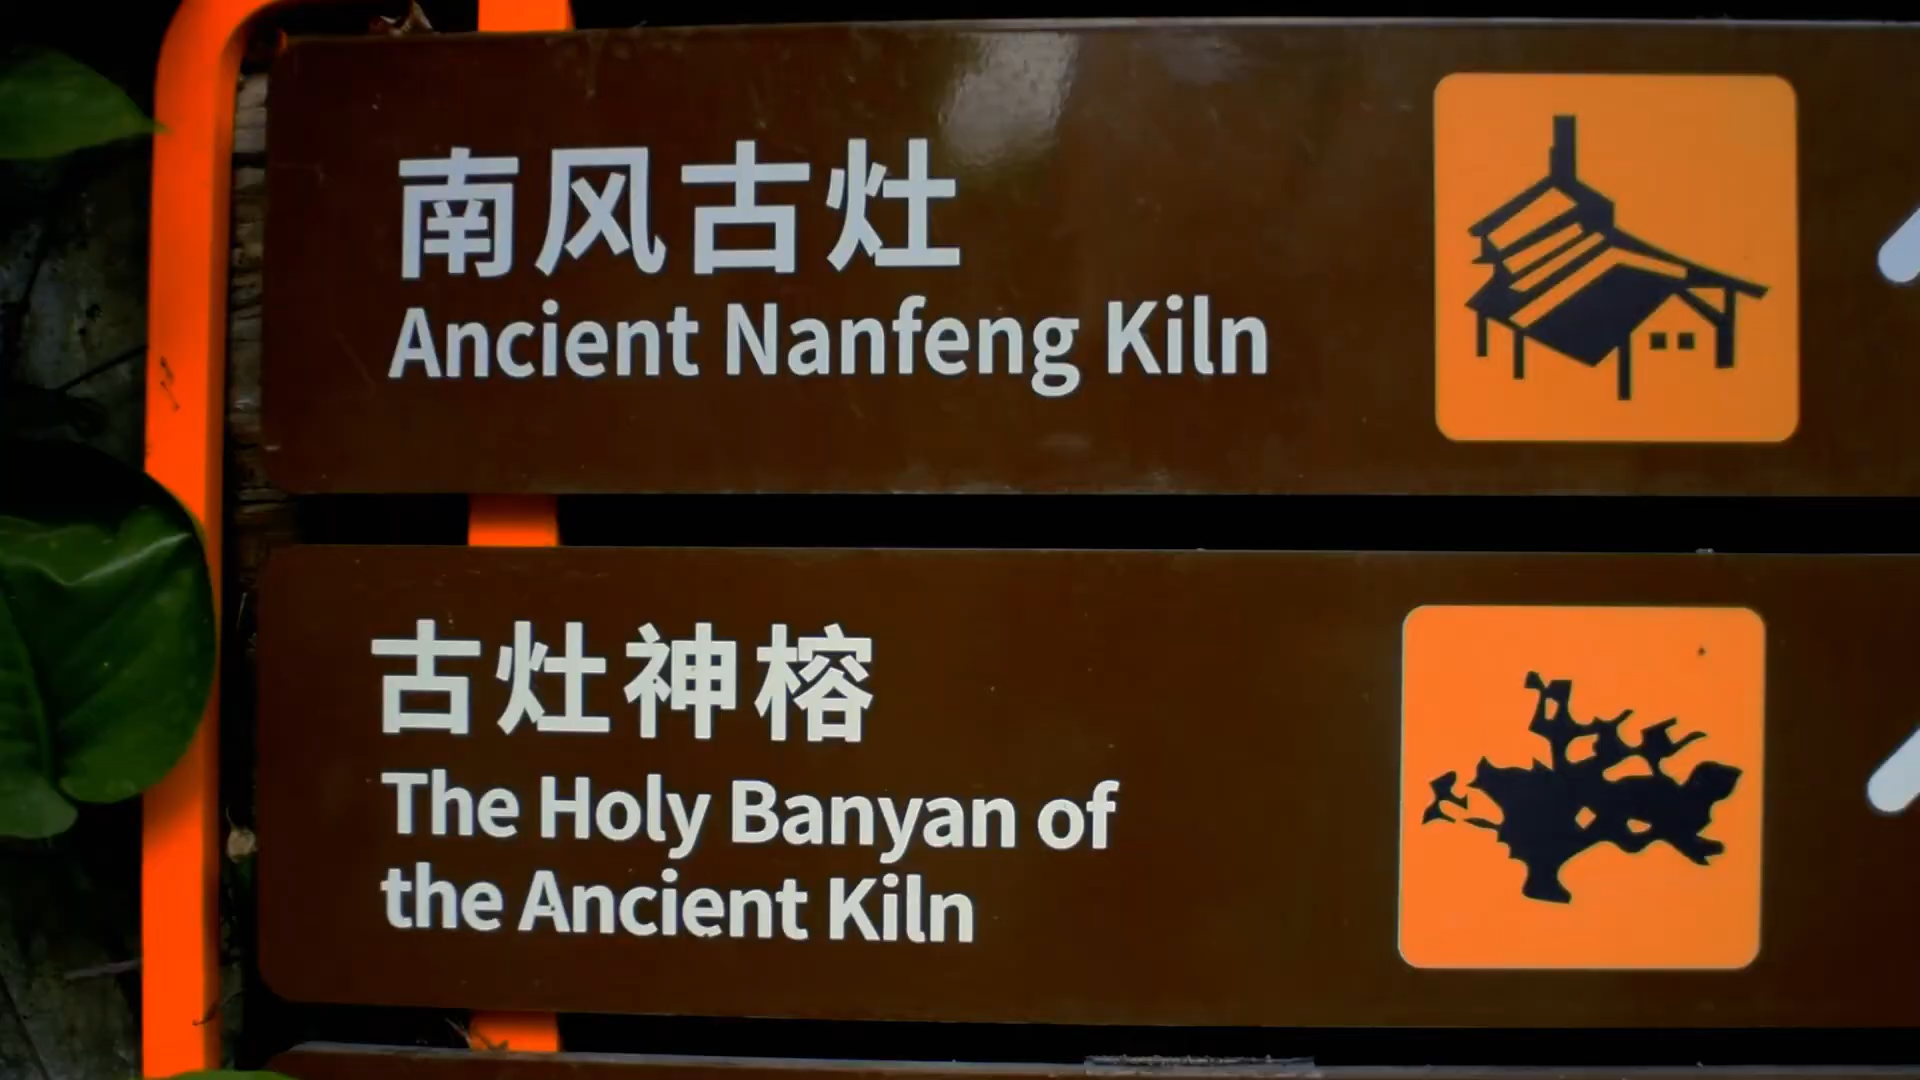 南风古灶
Ancient Nanfeng Kiln
古灶神榕
The Holy Banyan of
the Ancient Kiln